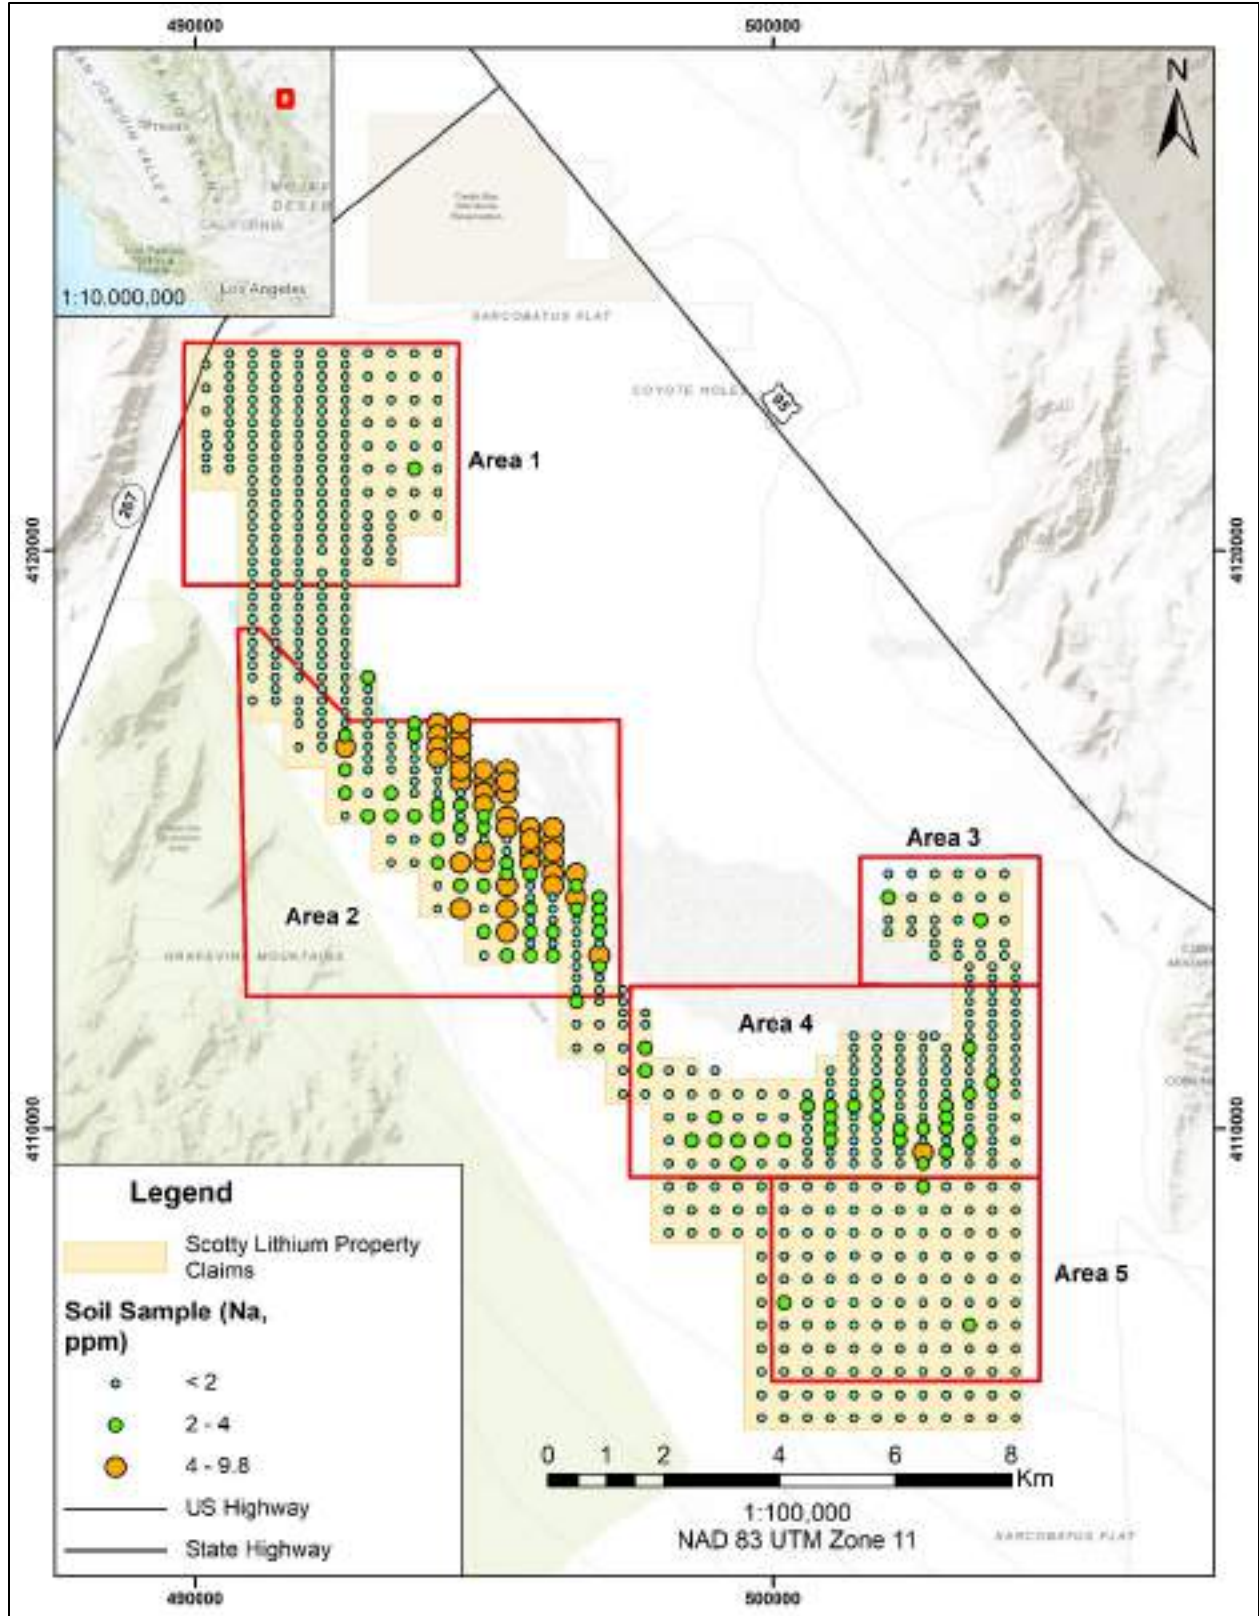 490000
500000
SAN JOAQUIN VALLEY
CALIFORNIA
Los Angeles
1:10,000,000
N
SARCOBATUS FLAT
COYOTE HOLE
95
267
Area 1
4120000
4120000
Area 3
Area 2
GRAPEVINE MOUNTAINS
Area 4
4110000
4110000
Area 5
Legend
Scotty Lithium Property
Claims
Soil Sample (Na,
ppm)
< 2
2 - 4
4 - 9.8
US Highway
State Highway
0 1 2 4 6 8
Km
1:100,000
NAD 83 UTM Zone 11
SARCOBATUS FLAT
490000
500000